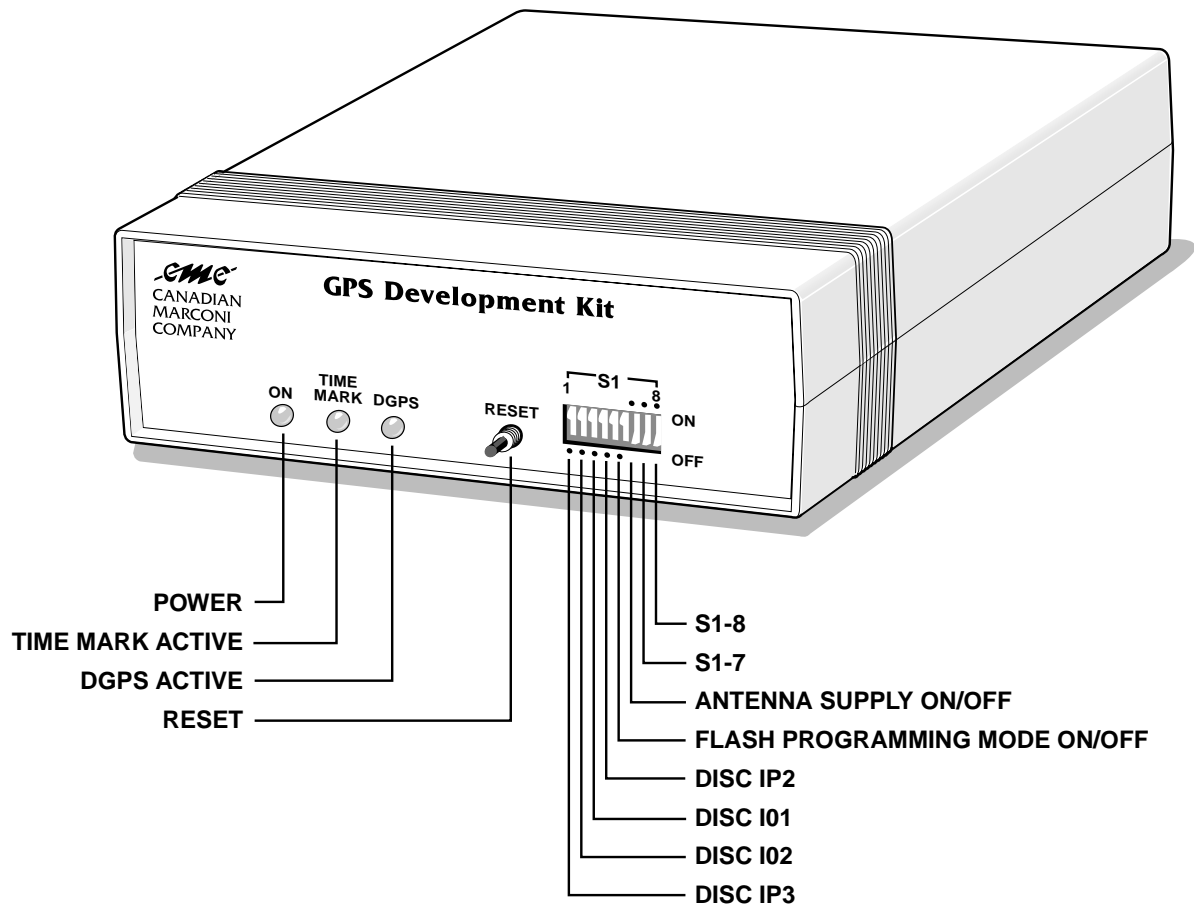 CMC
CANADIAN
MARCONI
COMPANY
GPS Development Kit
ON
TIME
MARK
DGPS
RESET
S1
1
8
ON
OFF
POWER
TIME MARK ACTIVE
DGPS ACTIVE
RESET
S1-8
S1-7
ANTENNA SUPPLY ON/OFF
FLASH PROGRAMMING MODE ON/OFF
DISC IP2
DISC I01
DISC I02
DISC IP3